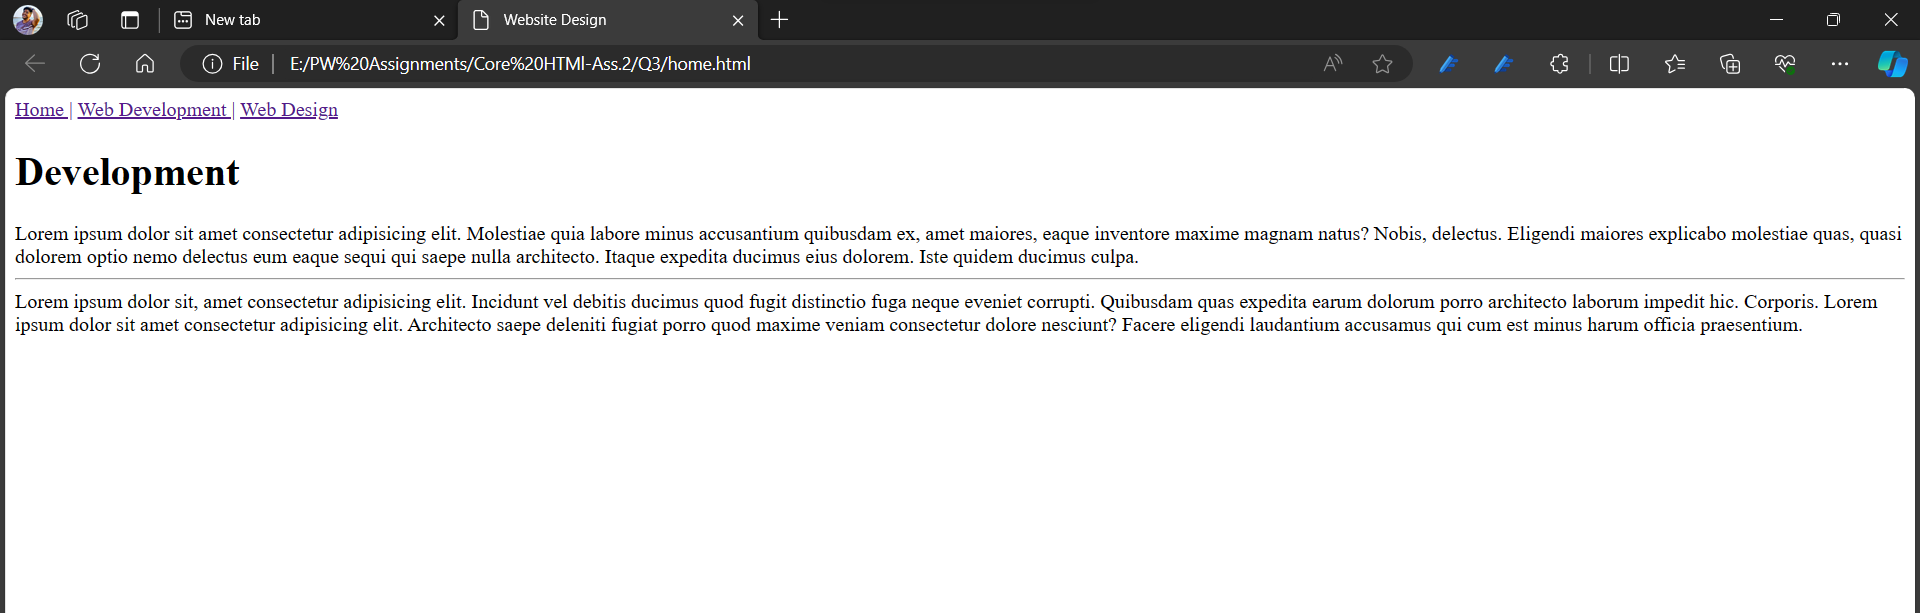 New tab
Website Design
File
E:/PW%20Assignments/Core%20HTMl-Ass.2/Q3/home.html
Home | Web Development | Web Design
Development
Lorem ipsum dolor sit amet consectetur adipisicing elit. Molestiae quia labore minus accusantium quibusdam ex, amet maiores, eaque inventore maxime magnam natus? Nobis, delectus. Eligendi maiores explicabo molestiae quas, quasi
dolorem optio nemo delectus eum eaque sequi qui saepe nulla architecto. Itaque expedita ducimus eius dolorem. Iste quidem ducimus culpa.
Lorem ipsum dolor sit, amet consectetur adipisicing elit. Incidunt vel debitis ducimus quod fugit distinctio fuga neque eveniet corrupti. Quibusdam quas expedita earum dolorum porro architecto laborum impedit hic. Corporis. Lorem
ipsum dolor sit amet consectetur adipisicing elit. Architecto saepe deleniti fugiat porro quod maxime veniam consectetur dolore nesciunt? Facere eligendi laudantium accusamus qui cum est minus harum officia praesentium.